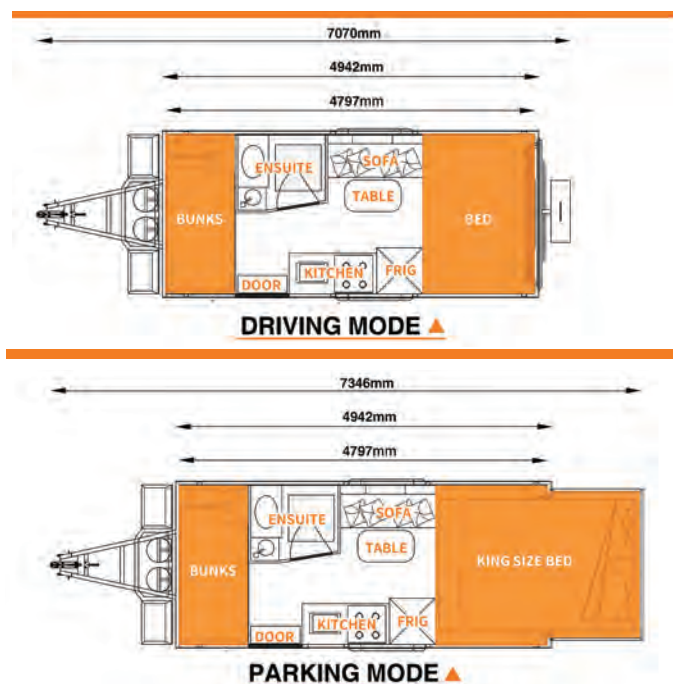 7070mm
4942mm
4797mm
ENSUITE
SOFA
TABLE
BUNKS
BED
FRIG
KITCHEN
DOOR
DRIVING MODE ▲
7346mm
4942mm
4797mm
ENSUITE
SOFA
TABLE
BUNKS
KING SIZE BED
FRIG
KITCHEN
DOOR
PARKING MODE ▲